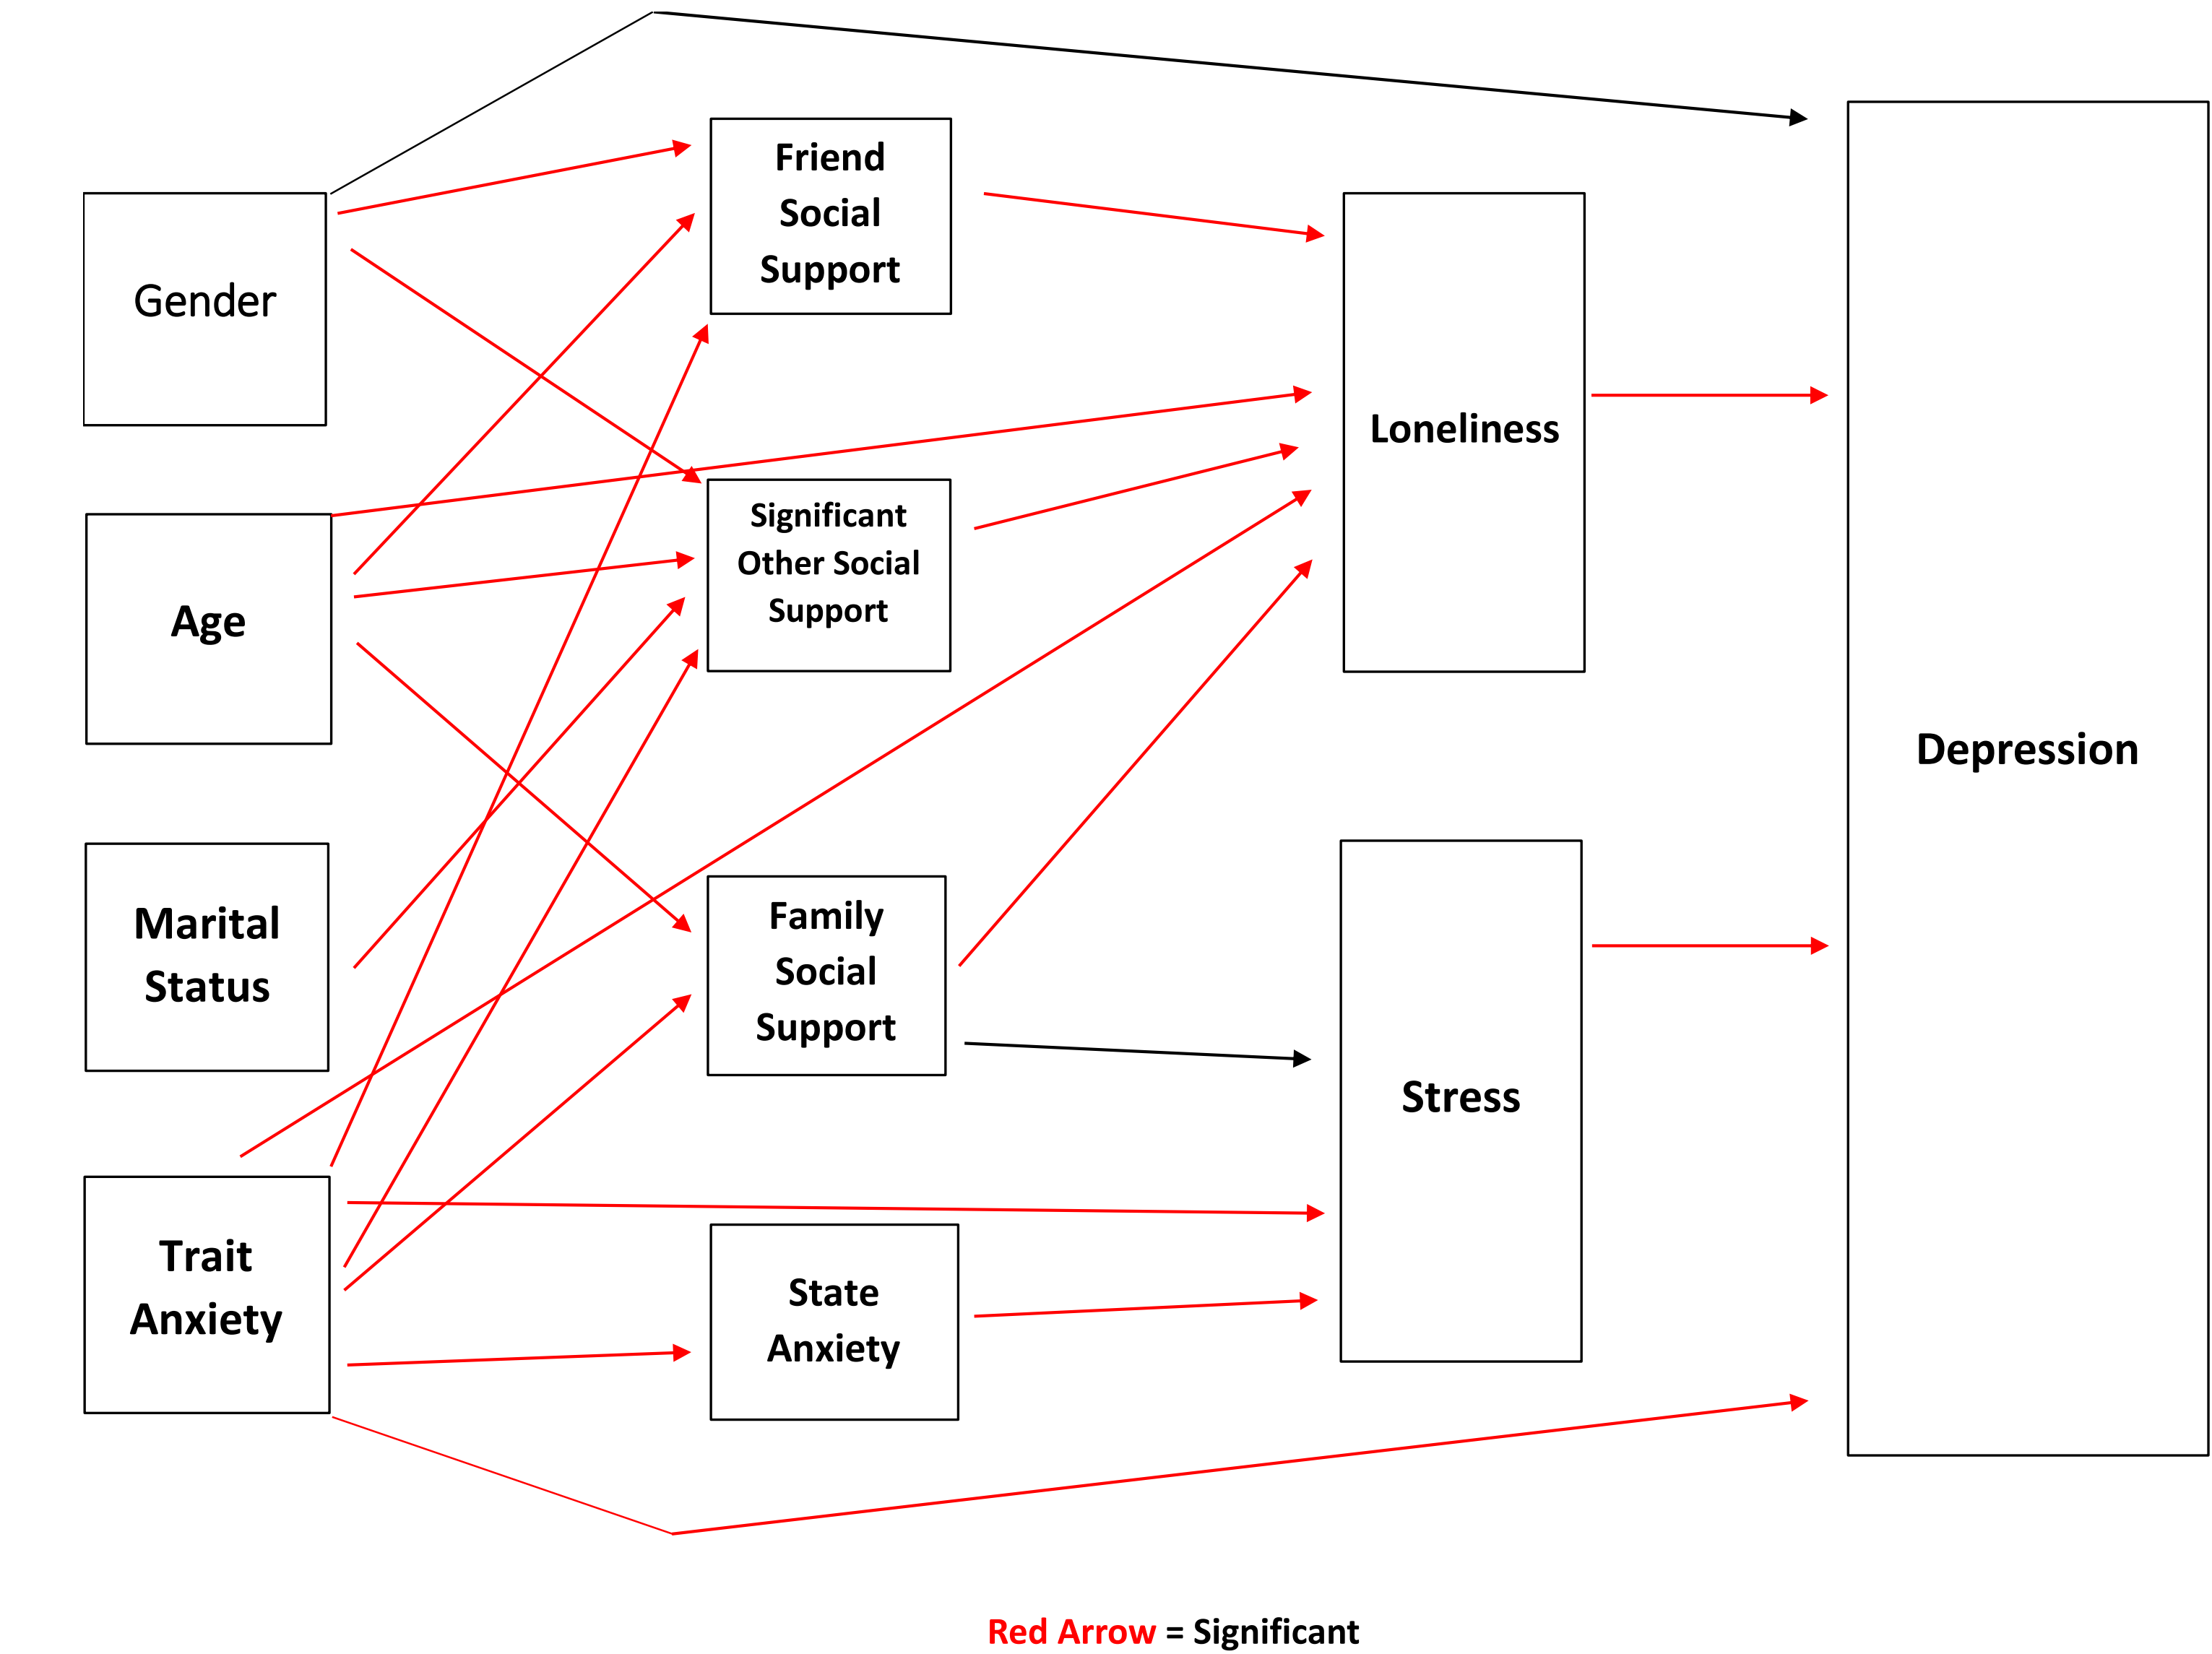 Gender
Age
Marital
Status
Trait
Anxiety
Friend
Social
Support
Significant
Other Social
Support
Family
Social
Support
State
Anxiety
Loneliness
Stress
Depression
Red Arrow = Significant